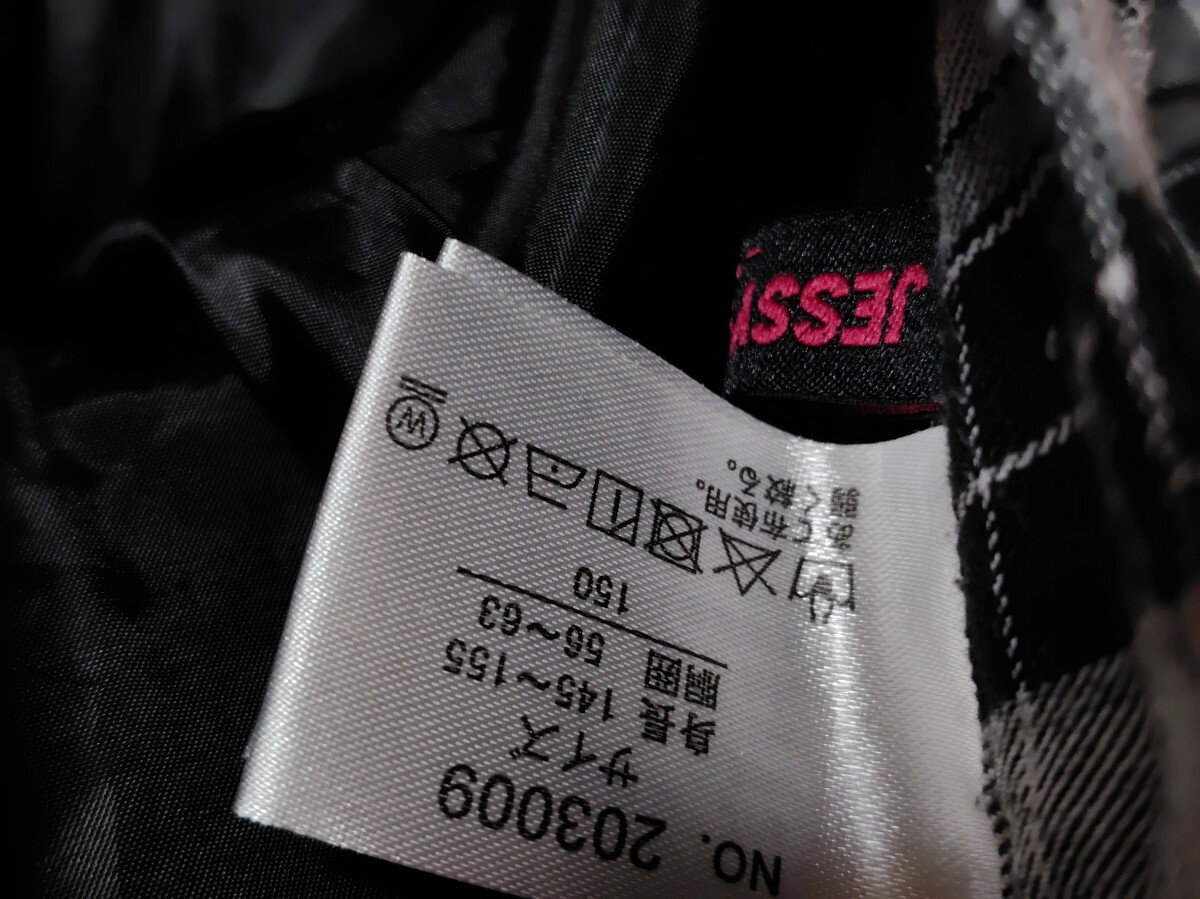 JESSI
NO. 203009
サイズ
身長 145~155
胴囲 56~63
150
あて布使用。
弱く絞る。
W